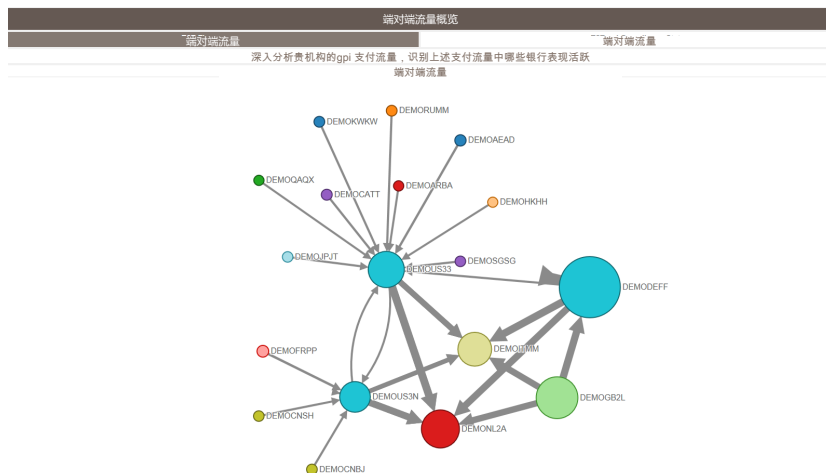 端对端流量概览
端对端流量
端对端流量
深入分析贵机构的gpi 支付流量，识别上述支付流量中哪些银行表现活跃
端对端流量
DEMORUMM
DEMOKWKW
DEMOAEAD
DEMOQAQX
DEMOARBA
DEMOCATT
DEMOHKHH
DEMOJPJT
DEMOSGSG
DEMOUS33
DEMODEFF
DEMOITMM
DEMOFRPP
DEMOUS3N
DEMOGB2L
DEMOCNSH
DEMONL2A
DEMOCNBJ